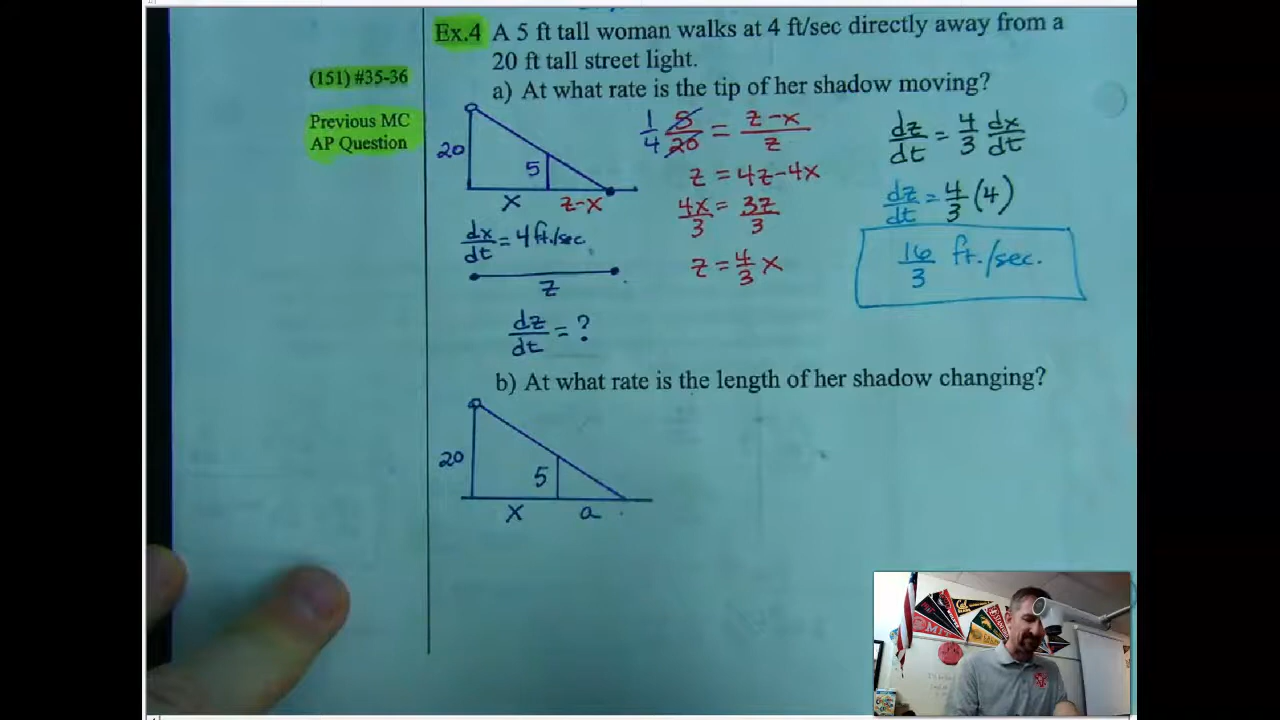 Ex.4 A 5 ft tall woman walks at 4 ft/sec directly away from a
20 ft tall street light.
(151) #35-36
a) At what rate is the tip of her shadow moving?
Previous MC
AP Question
20
5
x
z-x
1/4 5/20 = z-x/z
z = 4z-4x
4x/3 = 3z/3
z = 4/3 x
dz/dt = 4/3 dx/dt
dz/dt = 4/3 (4)
16/3 ft./sec.
dx/dt = 4 ft./sec.
z
dz/dt = ?
b) At what rate is the length of her shadow changing?
20
5
x
a
MIT